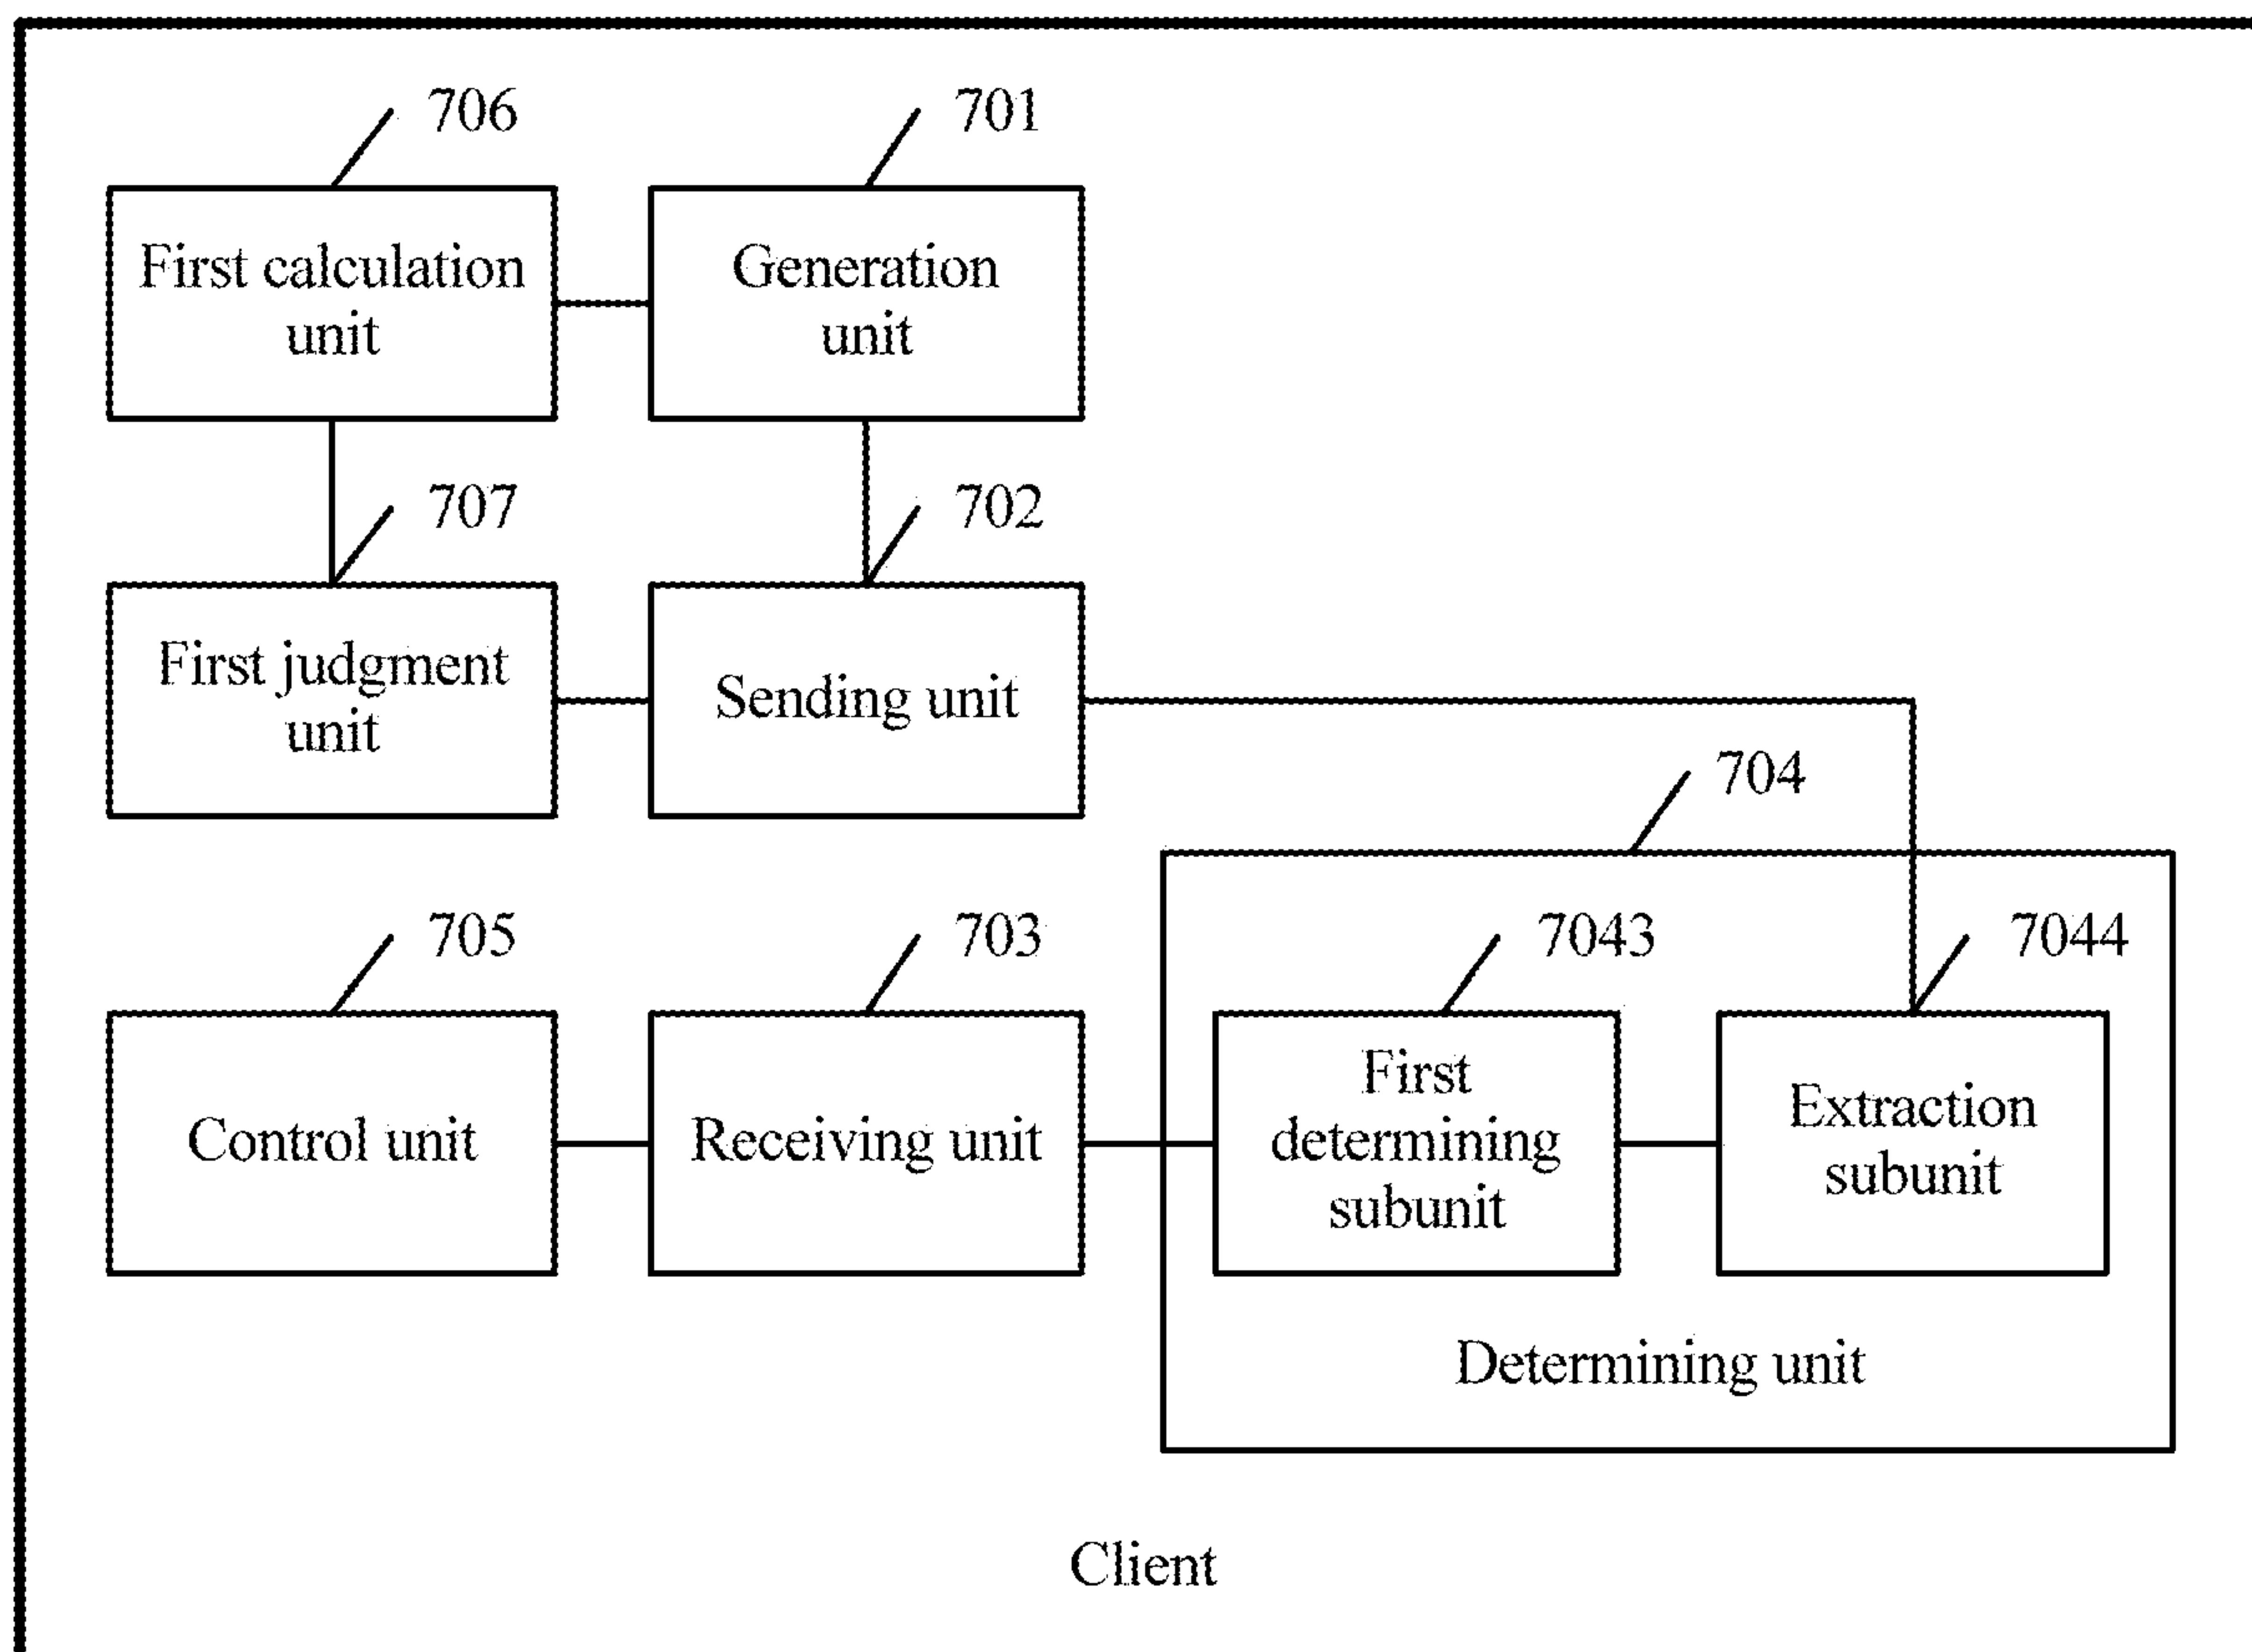 706
701
First calculation
unit
Generation
unit
707
702
First judgment
unit
Sending unit
704
705
703
7043
7044
Control unit
Receiving unit
First
determining
subunit
Extraction
subunit
Determining unit
Client